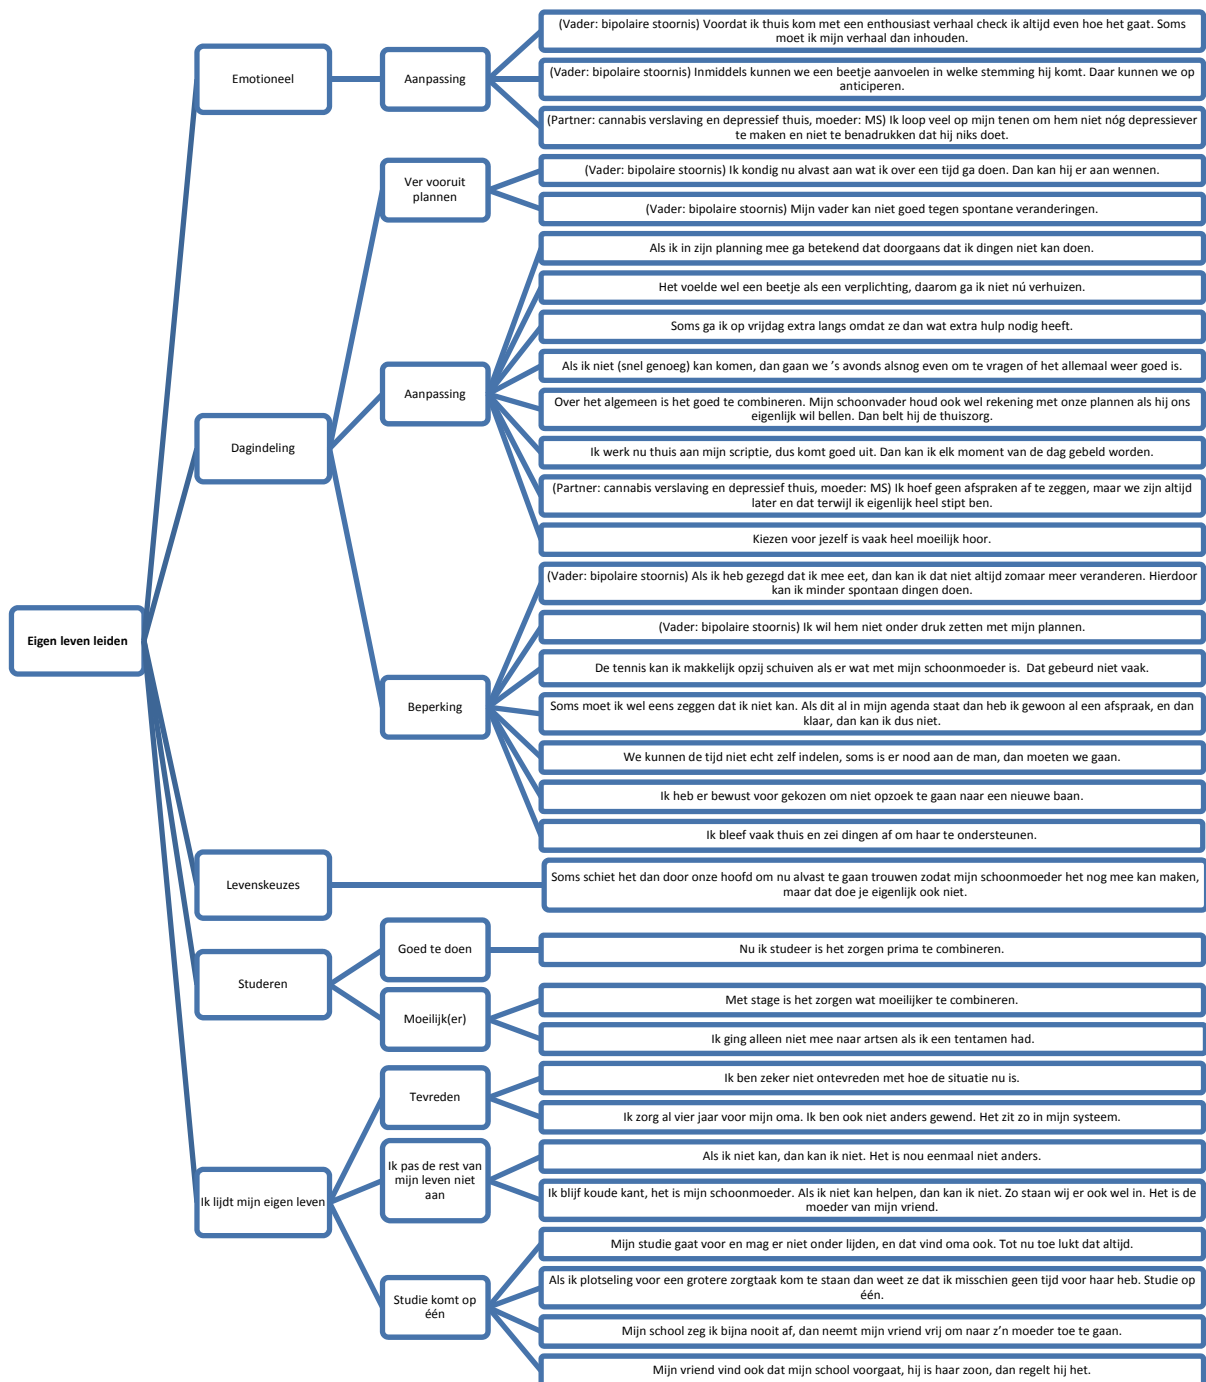 Eigen leven leiden
Emotioneel
Aanpassing
(Vader: bipolaire stoornis) Voordat ik thuis kom met een enthousiast verhaal check ik altijd even hoe het gaat. Soms
moet ik mijn verhaal dan inhouden.
(Vader: bipolaire stoornis) Inmiddels kunnen we een beetje aanvoelen in welke stemming hij komt. Daar kunnen we op
anticiperen.
(Partner: cannabis verslaving en depressief thuis, moeder: MS) Ik loop veel op mijn tenen om hem niet nóg depressiever
te maken en niet te benadrukken dat hij niks doet.
Dagindeling
Ver vooruit
plannen
(Vader: bipolaire stoornis) Ik kondig nu alvast aan wat ik over een tijd ga doen. Dan kan hij er aan wennen.
(Vader: bipolaire stoornis) Mijn vader kan niet goed tegen spontane veranderingen.
Aanpassing
Als ik in zijn planning mee ga betekend dat doorgaans dat ik dingen niet kan doen.
Het voelde wel een beetje als een verplichting, daarom ga ik niet nú verhuizen.
Soms ga ik op vrijdag extra langs omdat ze dan wat extra hulp nodig heeft.
Als ik niet (snel genoeg) kan komen, dan gaan we 's avonds alsnog even om te vragen of het allemaal weer goed is.
Over het algemeen is het goed te combineren. Mijn schoonvader houd ook wel rekening met onze plannen als hij ons
eigenlijk wil bellen. Dan belt hij de thuiszorg.
Ik werk nu thuis aan mijn scriptie, dus komt goed uit. Dan kan ik elk moment van de dag gebeld worden.
(Partner: cannabis verslaving en depressief thuis, moeder: MS) Ik hoef geen afspraken af te zeggen, maar we zijn altijd
later en dat terwijl ik eigenlijk heel stipt ben.
Kiezen voor jezelf is vaak heel moeilijk hoor.
Beperking
(Vader: bipolaire stoornis) Als ik heb gezegd dat ik mee eet, dan kan ik dat niet altijd zomaar meer veranderen. Hierdoor
kan ik minder spontaan dingen doen.
(Vader: bipolaire stoornis) Ik wil hem niet onder druk zetten met mijn plannen.
De tennis kan ik makkelijk opzij schuiven als er wat met mijn schoonmoeder is. Dat gebeurd niet vaak.
Soms moet ik wel eens zeggen dat ik niet kan. Als dit al in mijn agenda staat dan heb ik gewoon al een afspraak, en dan
klaar, dan kan ik dus niet.
We kunnen de tijd niet echt zelf indelen, soms is er nood aan de man, dan moeten we gaan.
Ik heb er bewust voor gekozen om niet opzoek te gaan naar een nieuwe baan.
Ik bleef vaak thuis en zei dingen af om haar te ondersteunen.
Levenskeuzes
Soms schiet het dan door onze hoofd om nu alvast te gaan trouwen zodat mijn schoonmoeder het nog mee kan maken,
maar dat doe je eigenlijk ook niet.
Studeren
Goed te doen
Nu ik studeer is het zorgen prima te combineren.
Moeilijk(er)
Met stage is het zorgen wat moeilijker te combineren.
Ik ging alleen niet mee naar artsen als ik een tentamen had.
Ik lijdt mijn eigen leven
Tevreden
Ik ben zeker niet ontevreden met hoe de situatie nu is.
Ik zorg al vier jaar voor mijn oma. Ik ben ook niet anders gewend. Het zit zo in mijn systeem.
Ik pas de rest van
mijn leven niet
aan
Als ik niet kan, dan kan ik niet. Het is nou eenmaal niet anders.
Ik blijf koude kant, het is mijn schoonmoeder. Als ik niet kan helpen, dan kan ik niet. Zo staan wij er ook wel in. Het is de
moeder van mijn vriend.
Studie komt op
één
Mijn studie gaat voor en mag er niet onder lijden, en dat vind oma ook. Tot nu toe lukt dat altijd.
Als ik plotseling voor een grotere zorgtaak kom te staan dan weet ze dat ik misschien geen tijd voor haar heb. Studie op
één.
Mijn school zeg ik bijna nooit af, dan neemt mijn vriend vrij om naar z'n moeder toe te gaan.
Mijn vriend vind ook dat mijn school voorgaat, hij is haar zoon, dan regelt hij het.